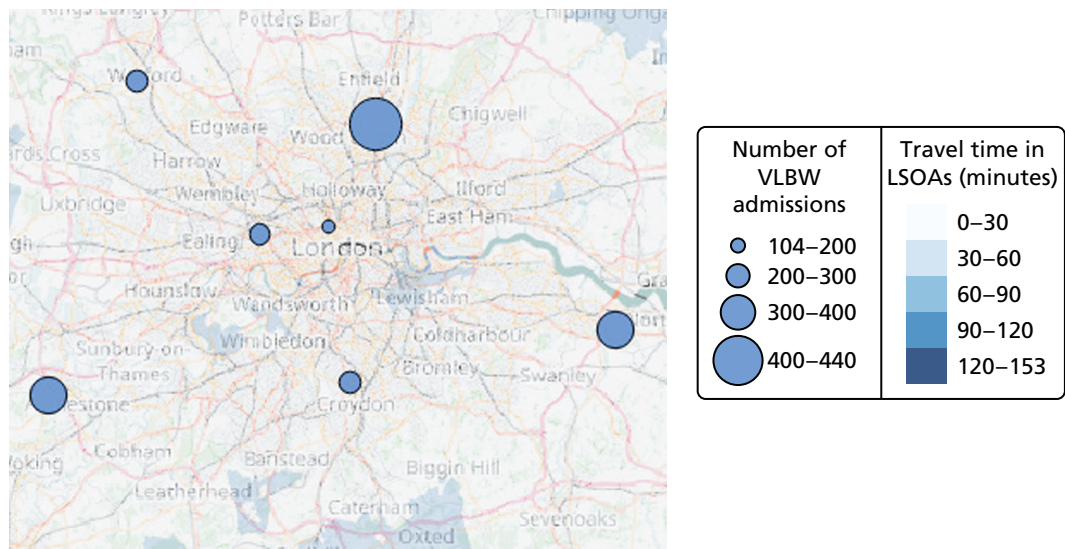 Potters Bar
Enfield
Chigwell
Edgware
Wood
Harrow
Wembley
Holloway
Ilford
Uxbridge
East Ham
Ealing
London
Hounslow
Wandsworth
Lewisham
Wimbledon
Coldharbour
Sunbury-on-
Thames
Bromley
Swanley
Croydon
Cobham
Banstead
Biggin Hill
Leatherhead
Caterham
Sevenoaks
Oxted
Number of
VLBW
admissions
104–200
200–300
300–400
400–440
Travel time in
LSOAs (minutes)
0–30
30–60
60–90
90–120
120–153